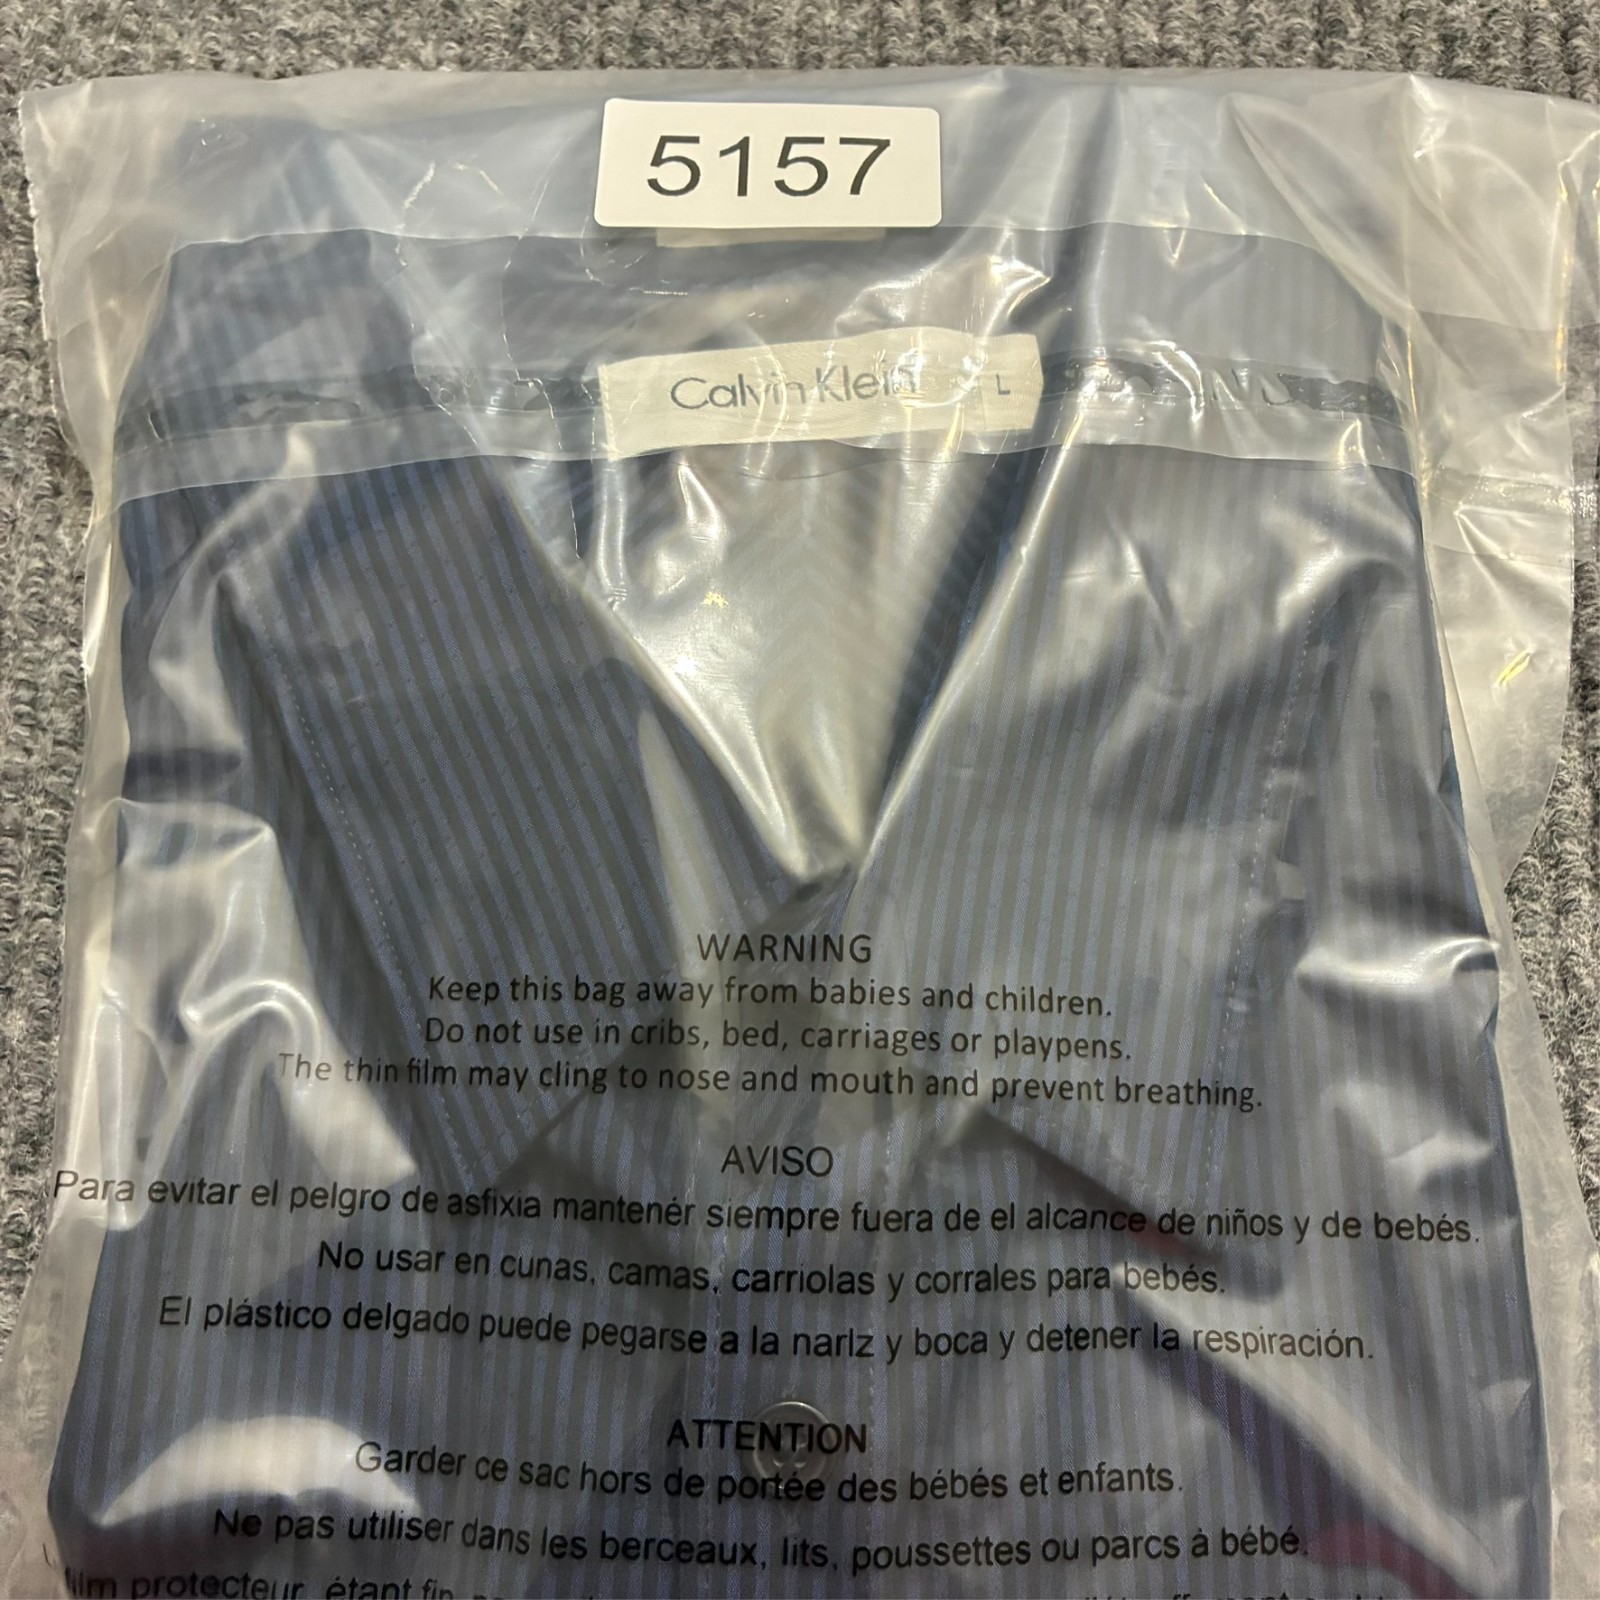 5157
Calvin Klein L
WARNING
Keep this bag away from babies and children.
Do not use in cribs, bed, carriages or playpens.
The thin film may cling to nose and mouth and prevent breathing.
AVISO
Para evitar el pelgro de asfixia mantenér siempre fuera de el alcance de niños y de bebés.
No usar en cunas, camas, carriolas y corrales para bebés.
El plástico delgado puede pegarse a la narlz y boca y detener la respiración.
ATTENTION
Garder ce sac hors de portée des bébés et enfants.
Ne pas utiliser dans les berceaux, lits, poussettes ou parcs à bébé.
film protecteur, étant fin